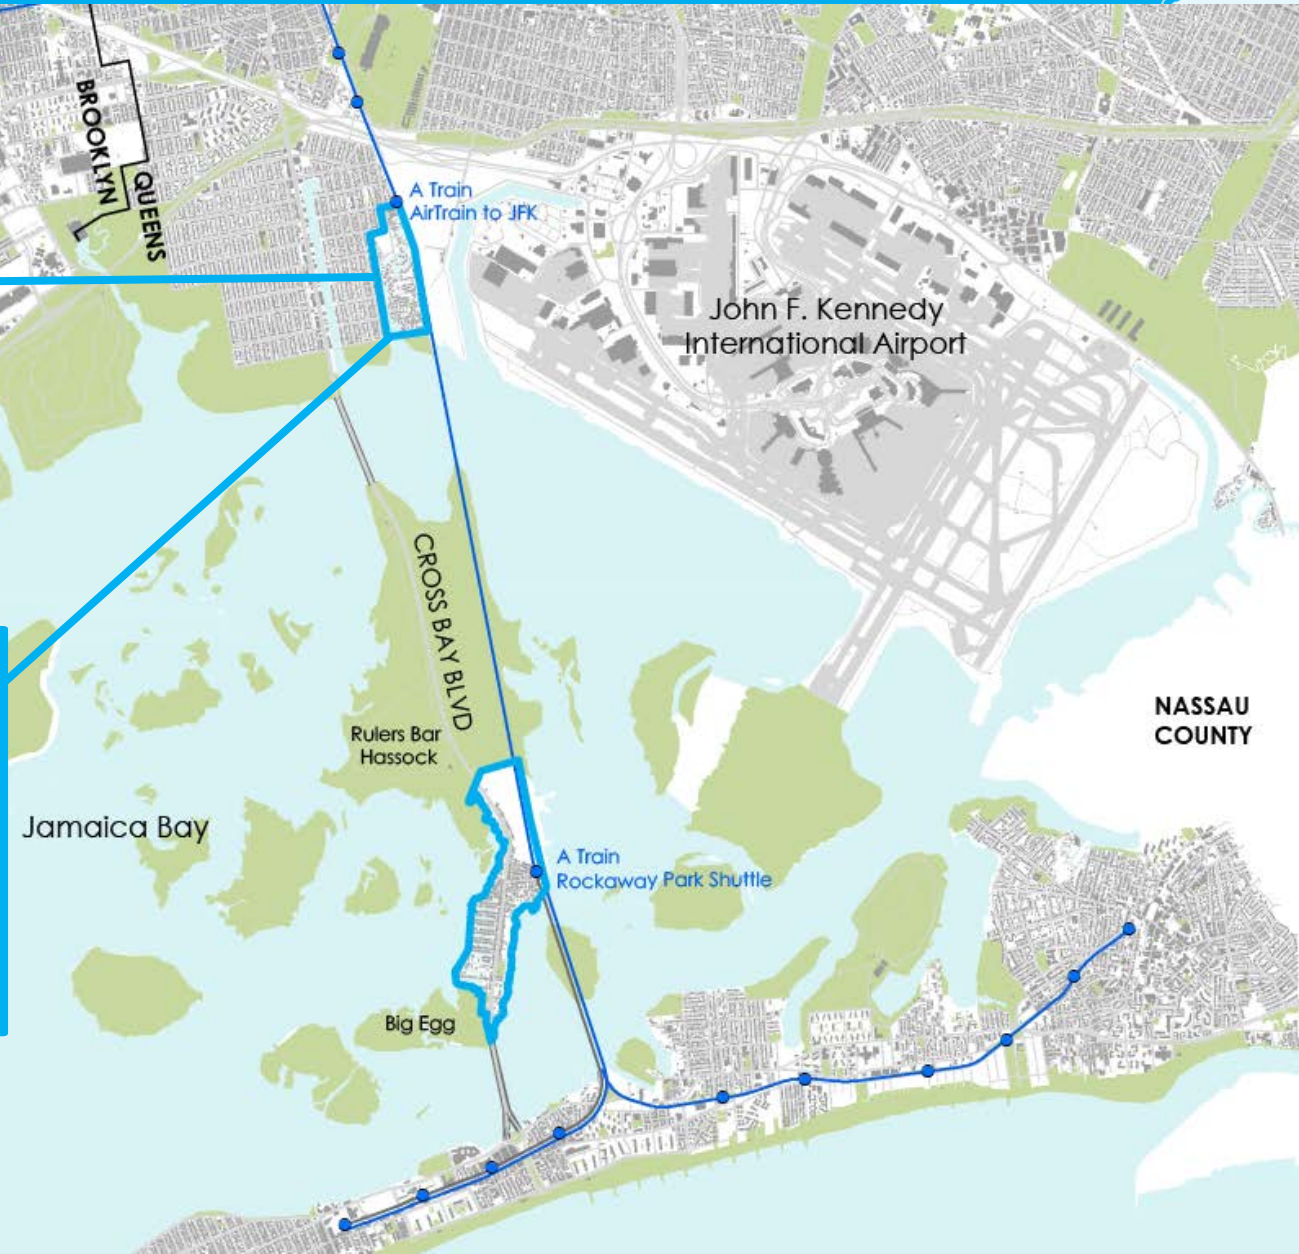 BROOKLYN
QUEENS
A Train
AirTrain to JFK
John F. Kennedy
International Airport
CROSS BAY BLVD
NASSAU
COUNTY
Rulers Bar
Hassock
Jamaica Bay
A Train
Rockaway Park Shuttle
Big Egg